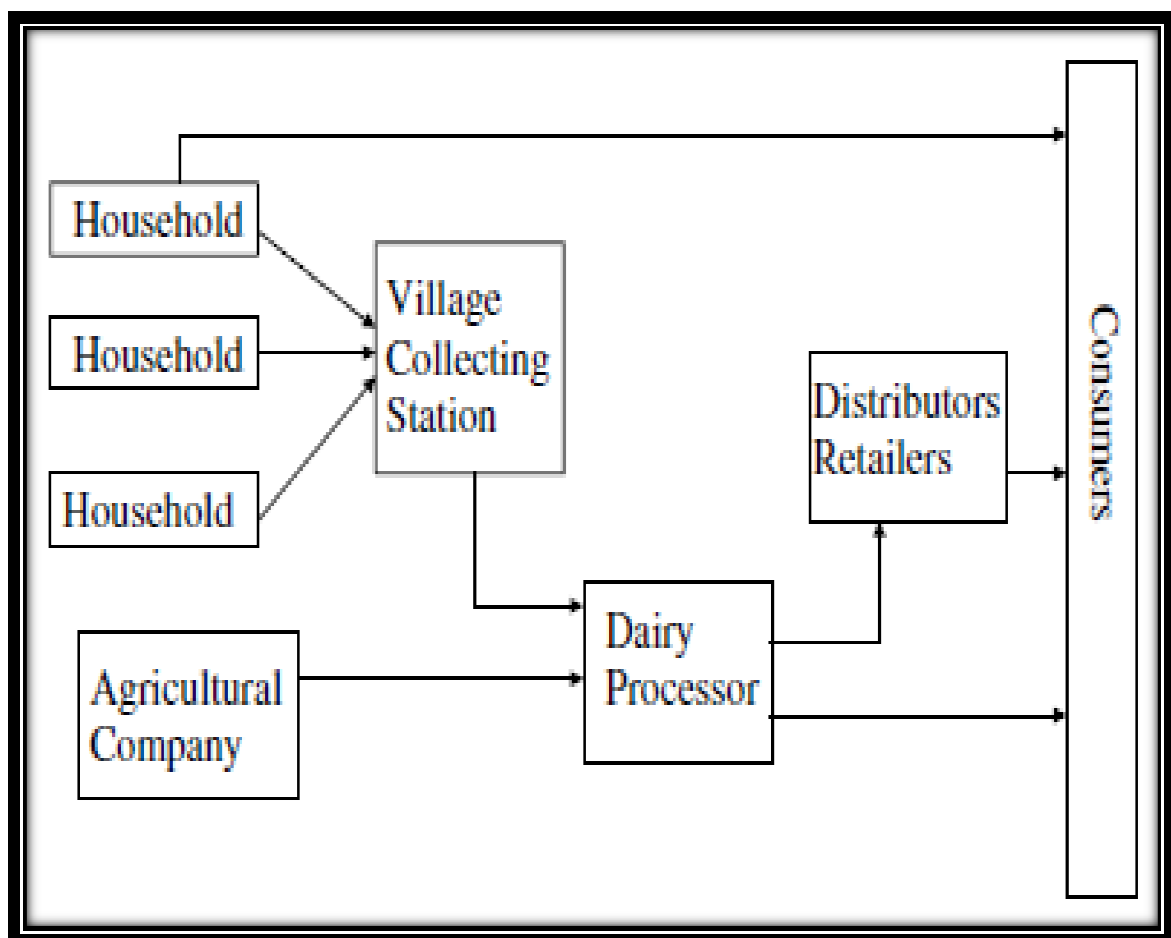 Household
Household
Household
Village
Collecting
Station
Agricultural
Company
Dairy
Processor
Distributors
Retailers
Consumers